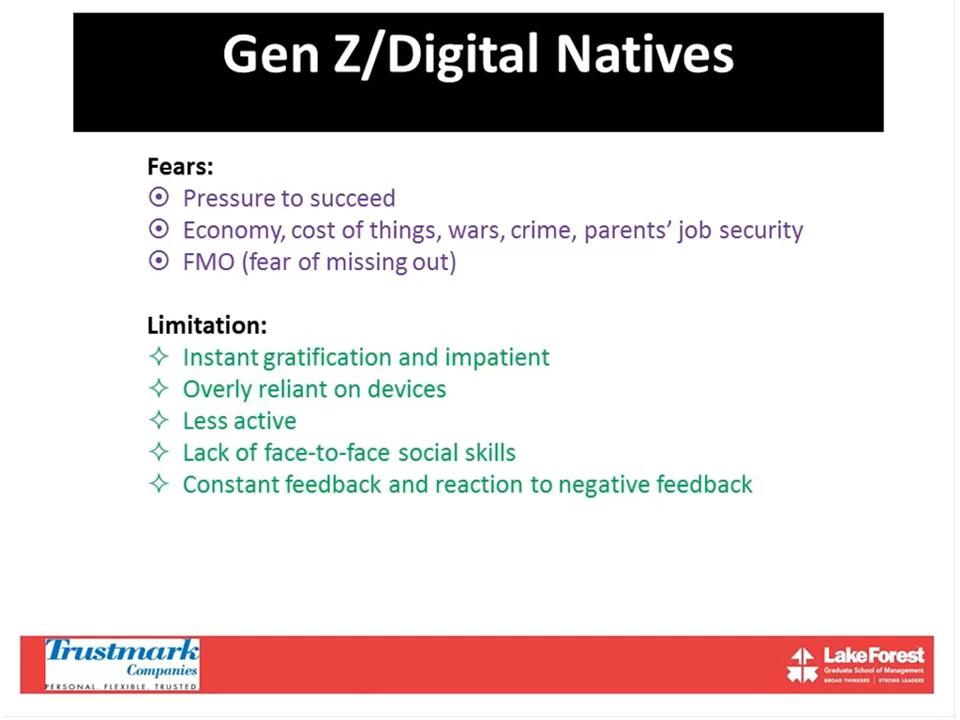 Gen Z/Digital Natives
Fears:
Pressure to succeed
Economy, cost of things, wars, crime, parents’ job security
FMO (fear of missing out)
Limitation:
Instant gratification and impatient
Overly reliant on devices
Less active
Lack of face-to-face social skills
Constant feedback and reaction to negative feedback
Trustmark
Companies
PERSONAL. FLEXIBLE. TRUSTED
Lake Forest
Graduate School of Management
BROAD THINKERS | STRONG LEADERS